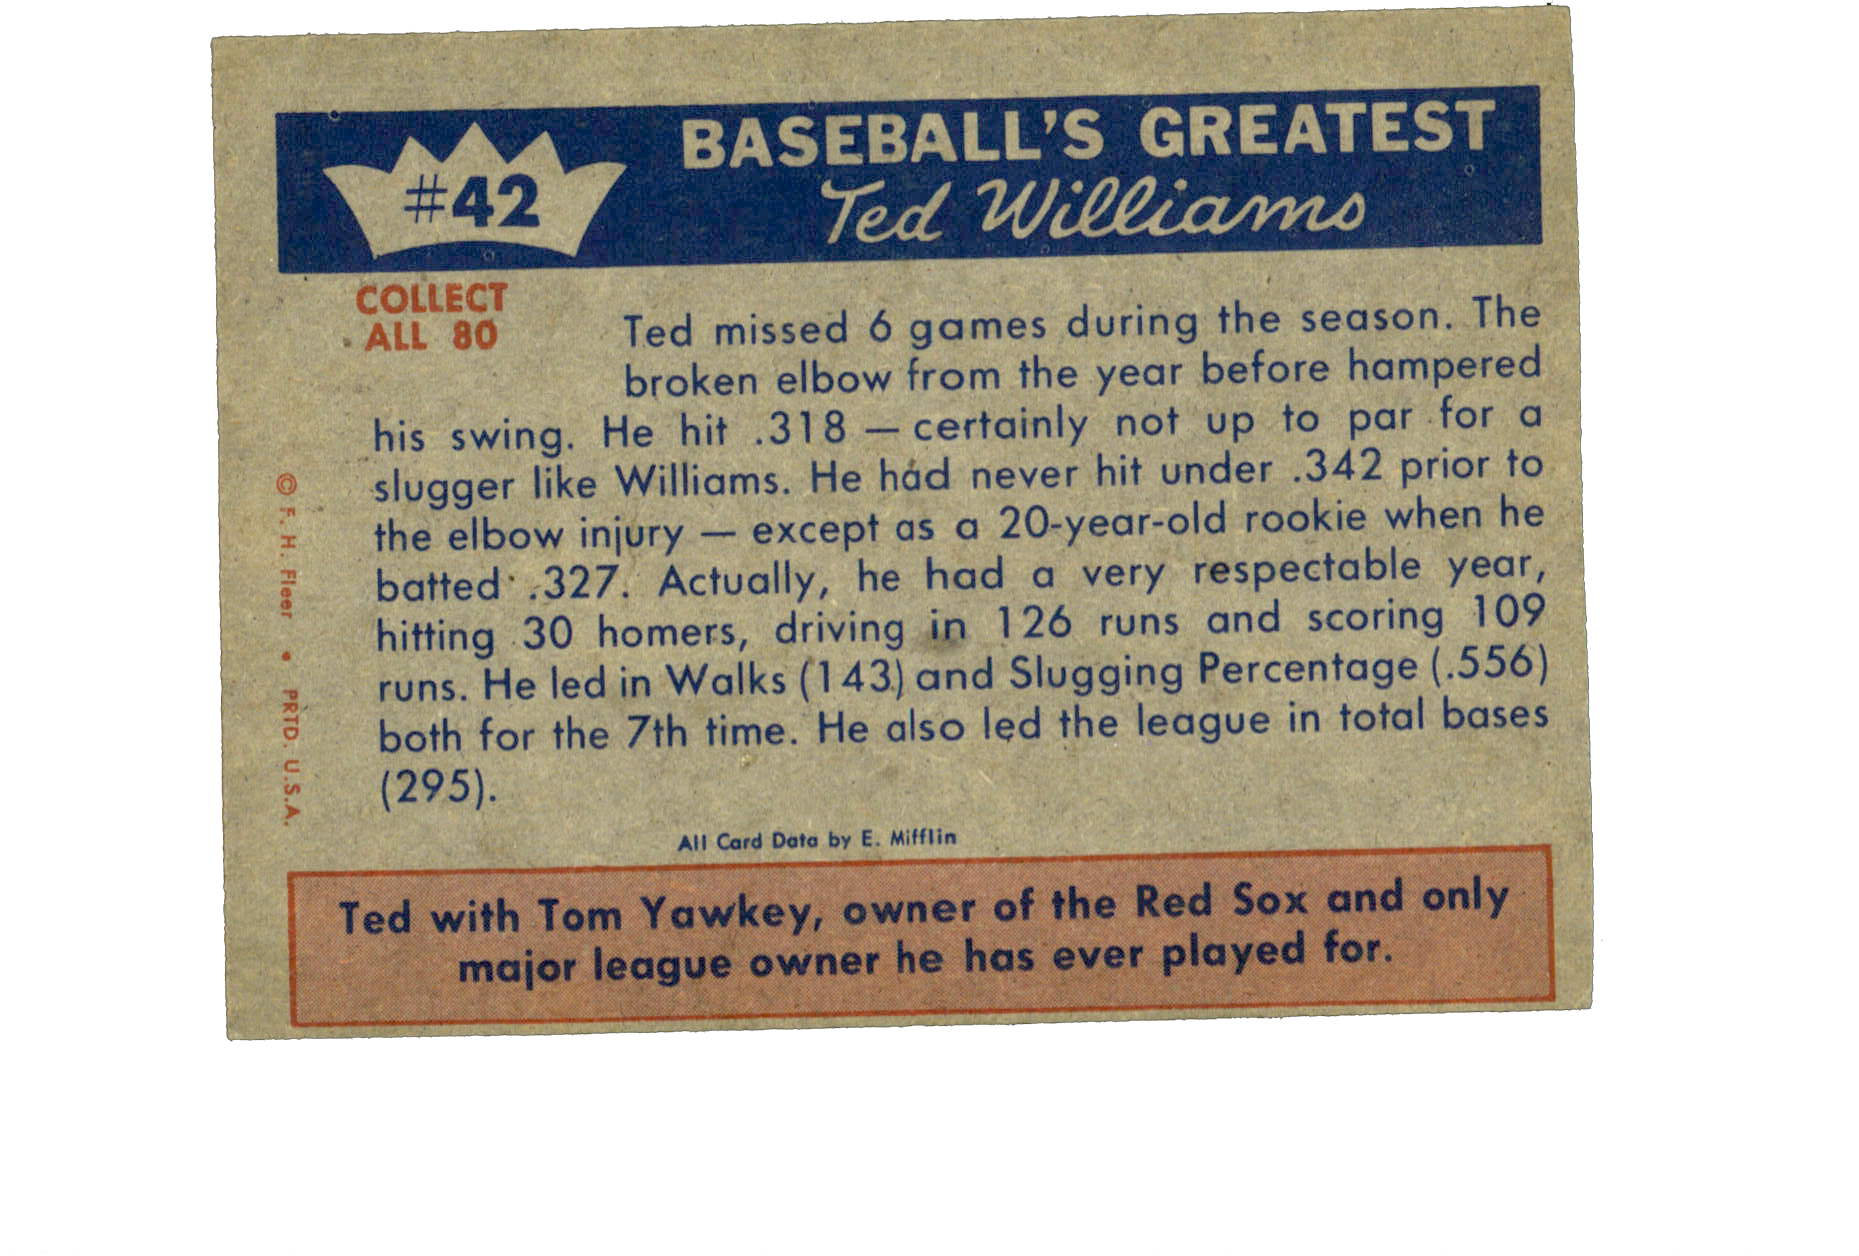 #42
BASEBALL'S GREATEST
Ted Williams
COLLECT
ALL 80
Ted missed 6 games during the season. The
broken elbow from the year before hampered
his swing. He hit .318 — certainly not up to par for a
slugger like Williams. He had never hit under .342 prior to
the elbow injury — except as a 20-year-old rookie when he
batted .327. Actually, he had a very respectable year,
hitting 30 homers, driving in 126 runs and scoring 109
runs. He led in Walks (143) and Slugging Percentage (.556)
both for the 7th time. He also led the league in total bases
(295).
© F. H. Fleer • PRTD. U.S.A.
All Card Data by E. Mifflin
Ted with Tom Yawkey, owner of the Red Sox and only
major league owner he has ever played for.